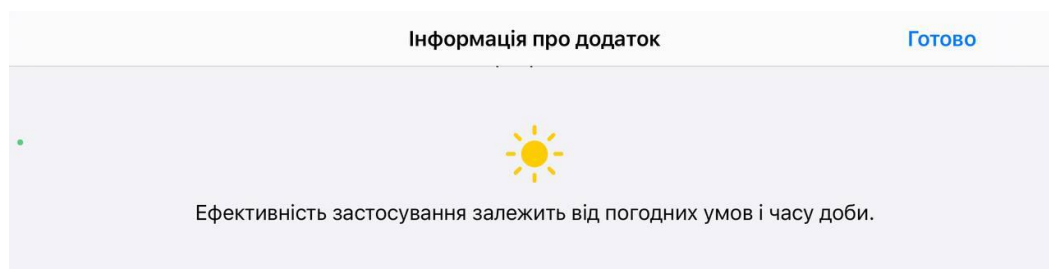 Інформація про додаток
Готово
Ефективність застосування залежить від погодних умов і часу доби.